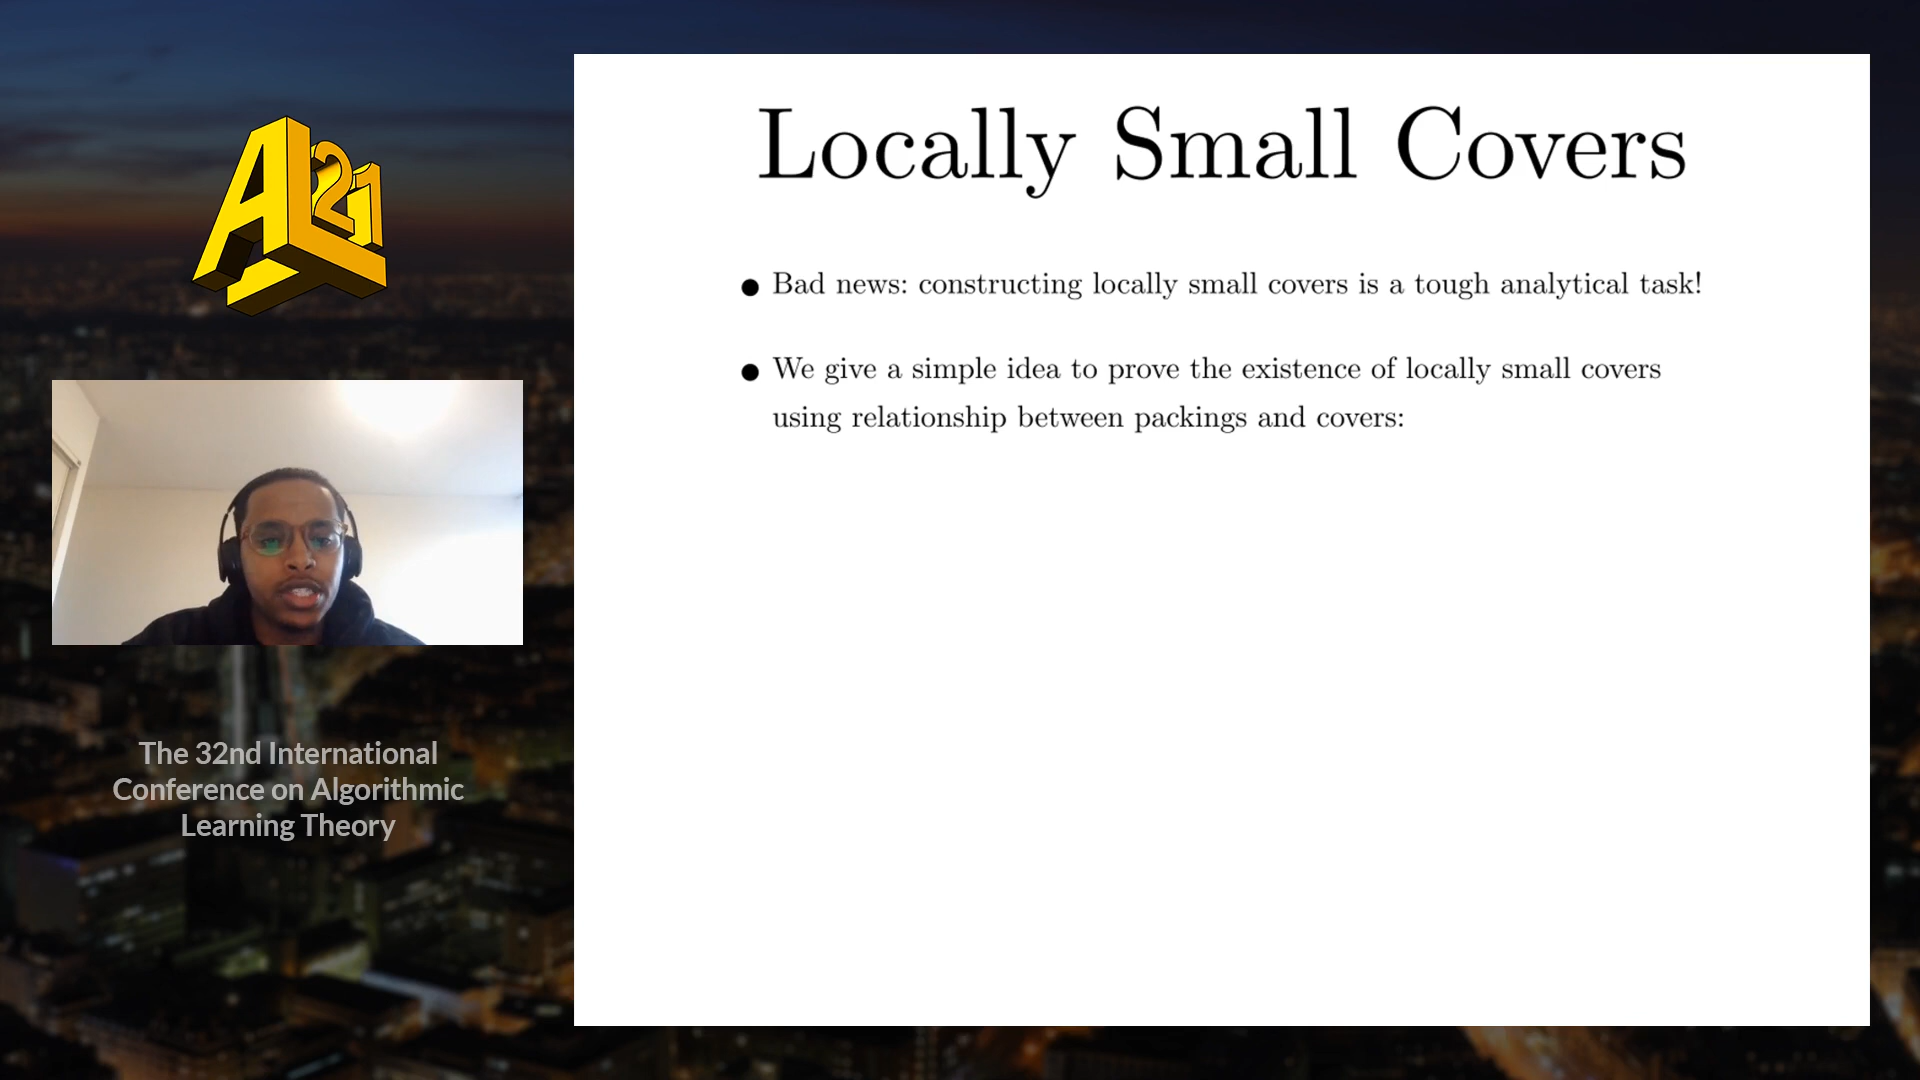 AL
T
21
The 32nd International
Conference on Algorithmic
Learning Theory
Locally Small Covers
● Bad news: constructing locally small covers is a tough analytical task!
● We give a simple idea to prove the existence of locally small covers
using relationship between packings and covers: